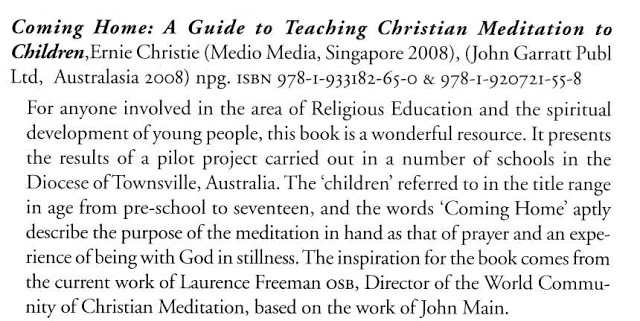 Coming Home: A Guide to Teaching Christian Meditation to
Children,Ernie Christie (Medio Media, Singapore 2008), (John Garratt Publ
Ltd, Australasia 2008) npg. ISBN 978-1-933182-65-0 & 978-1-920721-55-8
For anyone involved in the area of Religious Education and the spiritual
development of young people, this book is a wonderful resource. It presents
the results of a pilot project carried out in a number of schools in the
Diocese of Townsville, Australia. The ‘children’ referred to in the title range
in age from pre-school to seventeen, and the words ‘Coming Home’ aptly
describe the purpose of the meditation in hand as that of prayer and an expe-
rience of being with God in stillness. The inspiration for the book comes from
the current work of Laurence Freeman OSB, Director of the World Commu-
nity of Christian Meditation, based on the work of John Main.